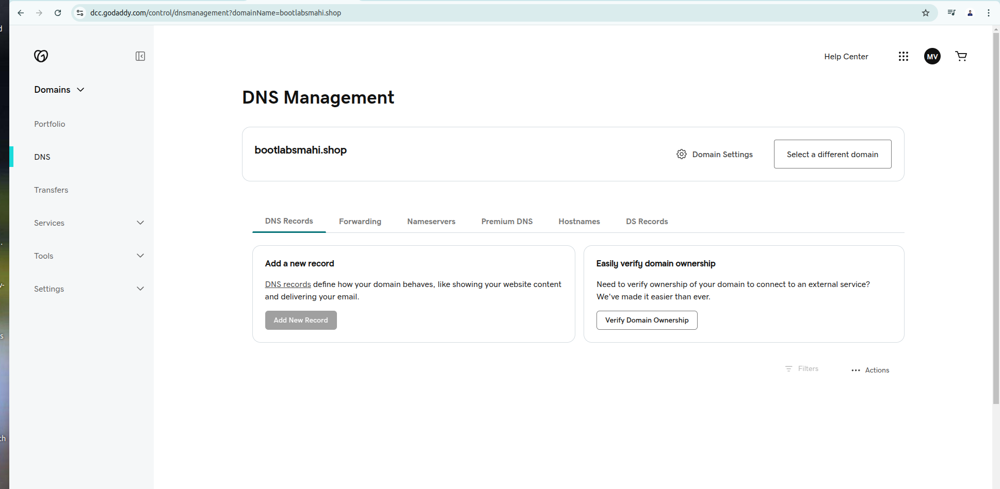 dcc.godaddy.com/control/dnsmanagement?domainName=bootlabsmahi.shop
Help Center
MV
Domains
Portfolio
DNS
Transfers
Services
Tools
Settings
DNS Management
bootlabsmahi.shop
Domain Settings
Select a different domain
DNS Records
Forwarding
Nameservers
Premium DNS
Hostnames
DS Records
Add a new record
DNS records define how your domain behaves, like showing your website content
and delivering your email.
Add New Record
Easily verify domain ownership
Need to verify ownership of your domain to connect to an external service?
We've made it easier than ever.
Verify Domain Ownership
Filters
Actions